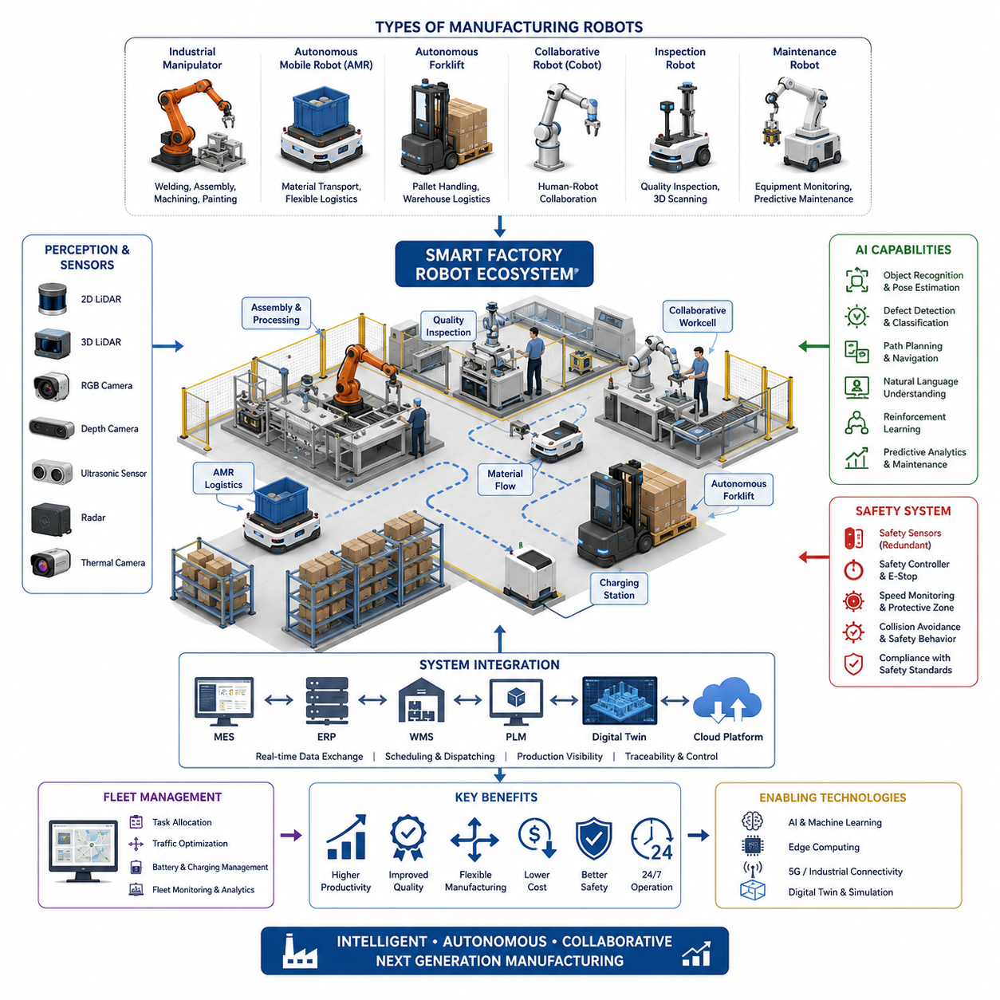 TYPES OF MANUFACTURING ROBOTS
Industrial
Manipulator
Welding, Assembly,
Machining, Painting
Autonomous
Mobile Robot (AMR)
Material Transport,
Flexible Logistics
Autonomous
Forklift
Pallet Handling,
Warehouse Logistics
Collaborative
Robot (Cobot)
Human-Robot
Collaboration
Inspection
Robot
Quality Inspection,
3D Scanning
Maintenance
Robot
Equipment Monitoring,
Predictive Maintenance
PERCEPTION &
SENSORS
2D LiDAR
3D LiDAR
RGB Camera
Depth Camera
Ultrasonic Sensor
Radar
Thermal Camera
SMART FACTORY
ROBOT ECOSYSTEM
Assembly &
Processing
Quality
Inspection
Collaborative
Workcell
AMR
Logistics
Material
Flow
Autonomous
Forklift
Charging
Station
AI CAPABILITIES
Object Recognition
& Pose Estimation
Defect Detection
& Classification
Path Planning
& Navigation
Natural Language
Understanding
Reinforcement
Learning
Predictive Analytics
& Maintenance
SAFETY SYSTEM
Safety Sensors
(Redundant)
Safety Controller
& E-Stop
Speed Monitoring
& Protective Zone
Collision Avoidance
& Safety Behavior
Compliance with
Safety Standards
SYSTEM INTEGRATION
MES
ERP
WMS
PLM
Digital Twin
Cloud Platform
Real-time Data Exchange | Scheduling & Dispatching | Production Visibility | Traceability & Control
FLEET MANAGEMENT
Task Allocation
Traffic Optimization
Battery & Charging Management
Fleet Monitoring & Analytics
KEY BENEFITS
Higher
Productivity
Improved
Quality
Flexible
Manufacturing
$
Lower
Cost
Better
Safety
24
24/7
Operation
ENABLING TECHNOLOGIES
AI & Machine Learning
Edge Computing
5G / Industrial Connectivity
Digital Twin & Simulation
INTELLIGENT • AUTONOMOUS • COLLABORATIVE
NEXT GENERATION MANUFACTURING